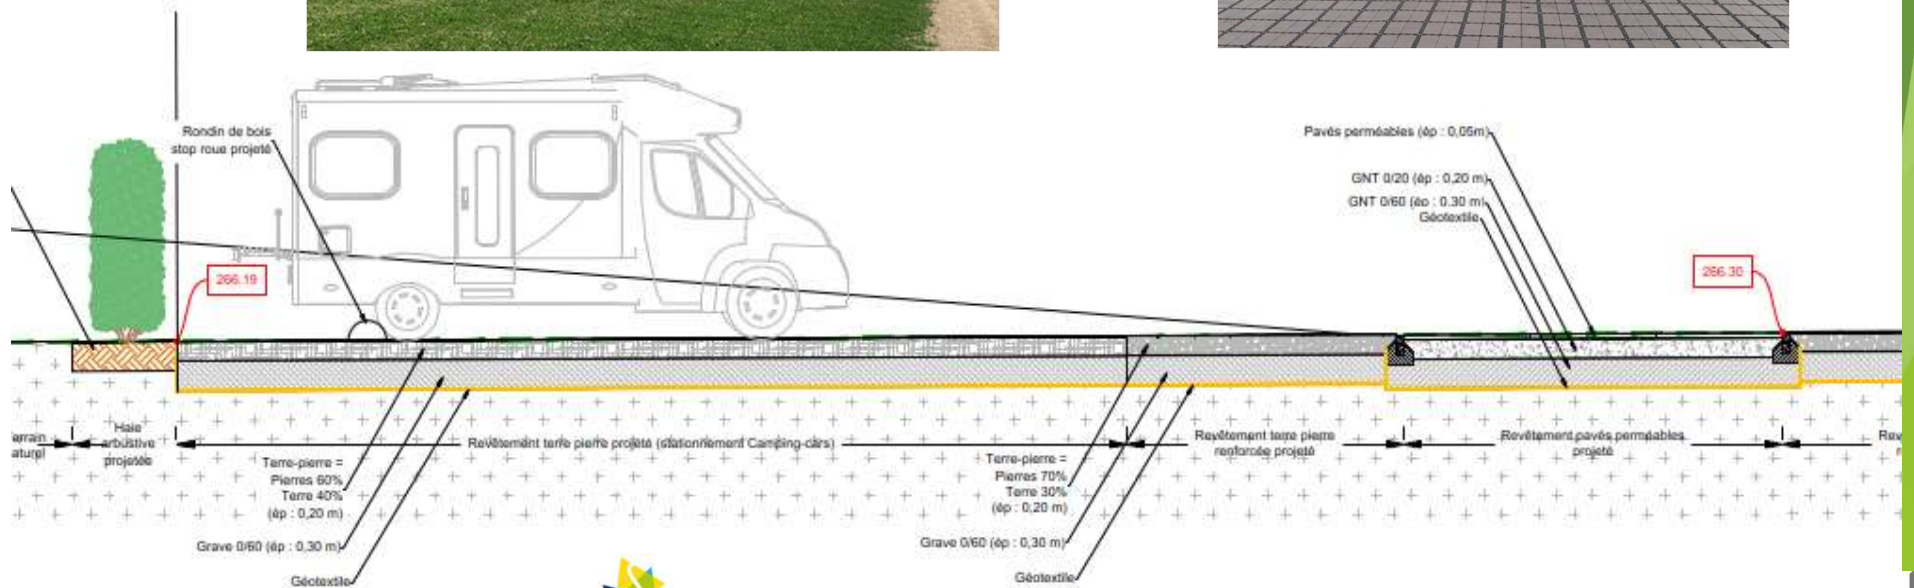 Rondin de bois
stop roue projeté
266.19
Pavés perméables (ép : 0,05m)
GNT 0/20 (ép : 0,20 m)
GNT 0/60 (ép : 0.30 m)
Géotextile
266.30
errain
aturel
Haie
arbustive
projetée
Revêtement terre pierre projeté (stationnement Camping-cars)
Revêtement terre pierre
renforcée projeté
Revêtement pavés perméables
projeté
Rev
Terre-pierre =
Pierres 60%
Terre 40%
(ép : 0,20 m)
Grave 0/60 (ép : 0,30 m)
Géotextile
Terre-pierre =
Pierres 70%
Terre 30%
(ép : 0,20 m)
Grave 0/60 (ép : 0,30 m)
Géotextile